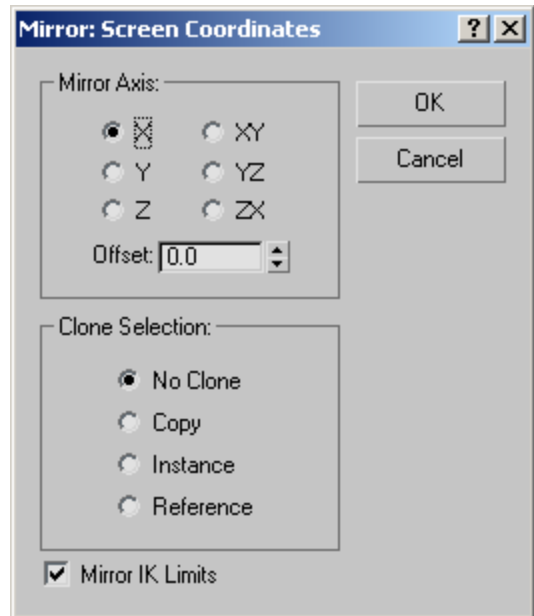 Mirror: Screen Coordinates ? ×
Mirror Axis:
OK
X XY
Cancel
Y YZ
Z ZX
Offset: 0.0
Clone Selection:
No Clone
Copy
Instance
Reference
Mirror IK Limits